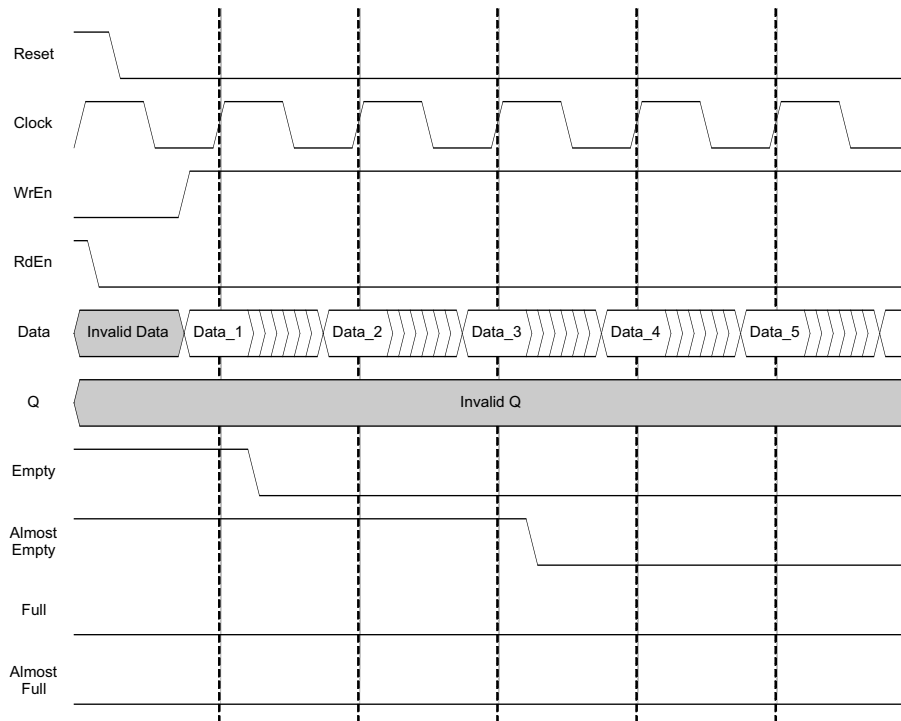 Reset
Clock
WrEn
RdEn
Data
Invalid Data
Data_1
Data_2
Data_3
Data_4
Data_5
Q
Invalid Q
Empty
Almost
Empty
Full
Almost
Full